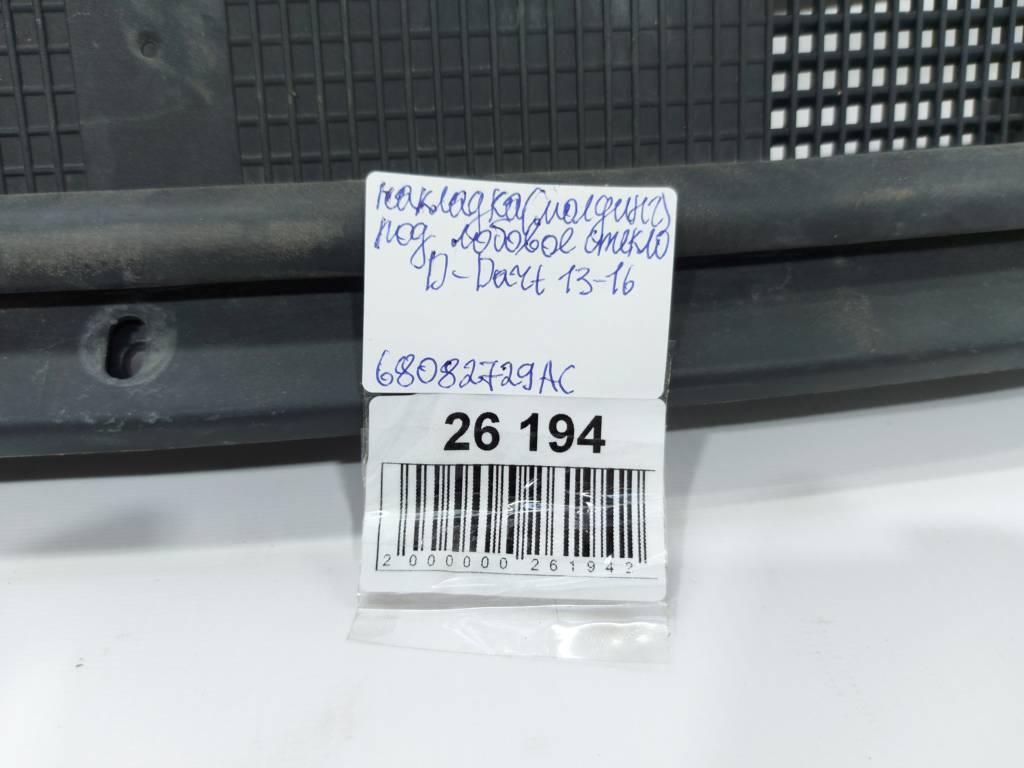 накладка(молдинг)
под лобовое стекло
D-Dart 13-16
68082729AC
26 194
2 000000 261942